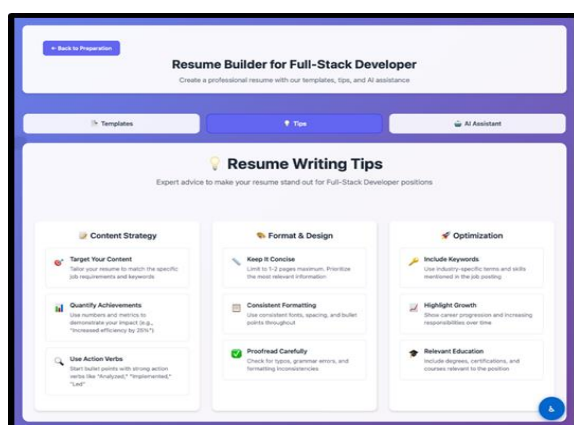 ← Back to Preparation
Resume Builder for Full-Stack Developer
Create a professional resume with our templates, tips, and AI assistance
Templates
Tips
AI Assistant
Resume Writing Tips
Expert advice to make your resume stand out for Full-Stack Developer positions
Content Strategy
Target Your Content
Tailor your resume to match the specific
job requirements and keywords
Quantify Achievements
Use numbers and metrics to
demonstrate your impact (e.g.,
"Increased efficiency by 25%")
Use Action Verbs
Start bullet points with strong action
verbs like "Analyzed," "Implemented,"
"Led"
Format & Design
Keep It Concise
Limit to 1-2 pages maximum. Prioritize
the most relevant information
Consistent Formatting
Use consistent fonts, spacing, and bullet
points throughout
Proofread Carefully
Check for typos, grammar errors, and
formatting inconsistencies
Optimization
Include Keywords
Use industry-specific terms and skills
mentioned in the job posting
Highlight Growth
Show career progression and increasing
responsibilities over time
Relevant Education
Include degrees, certifications, and
courses relevant to the position